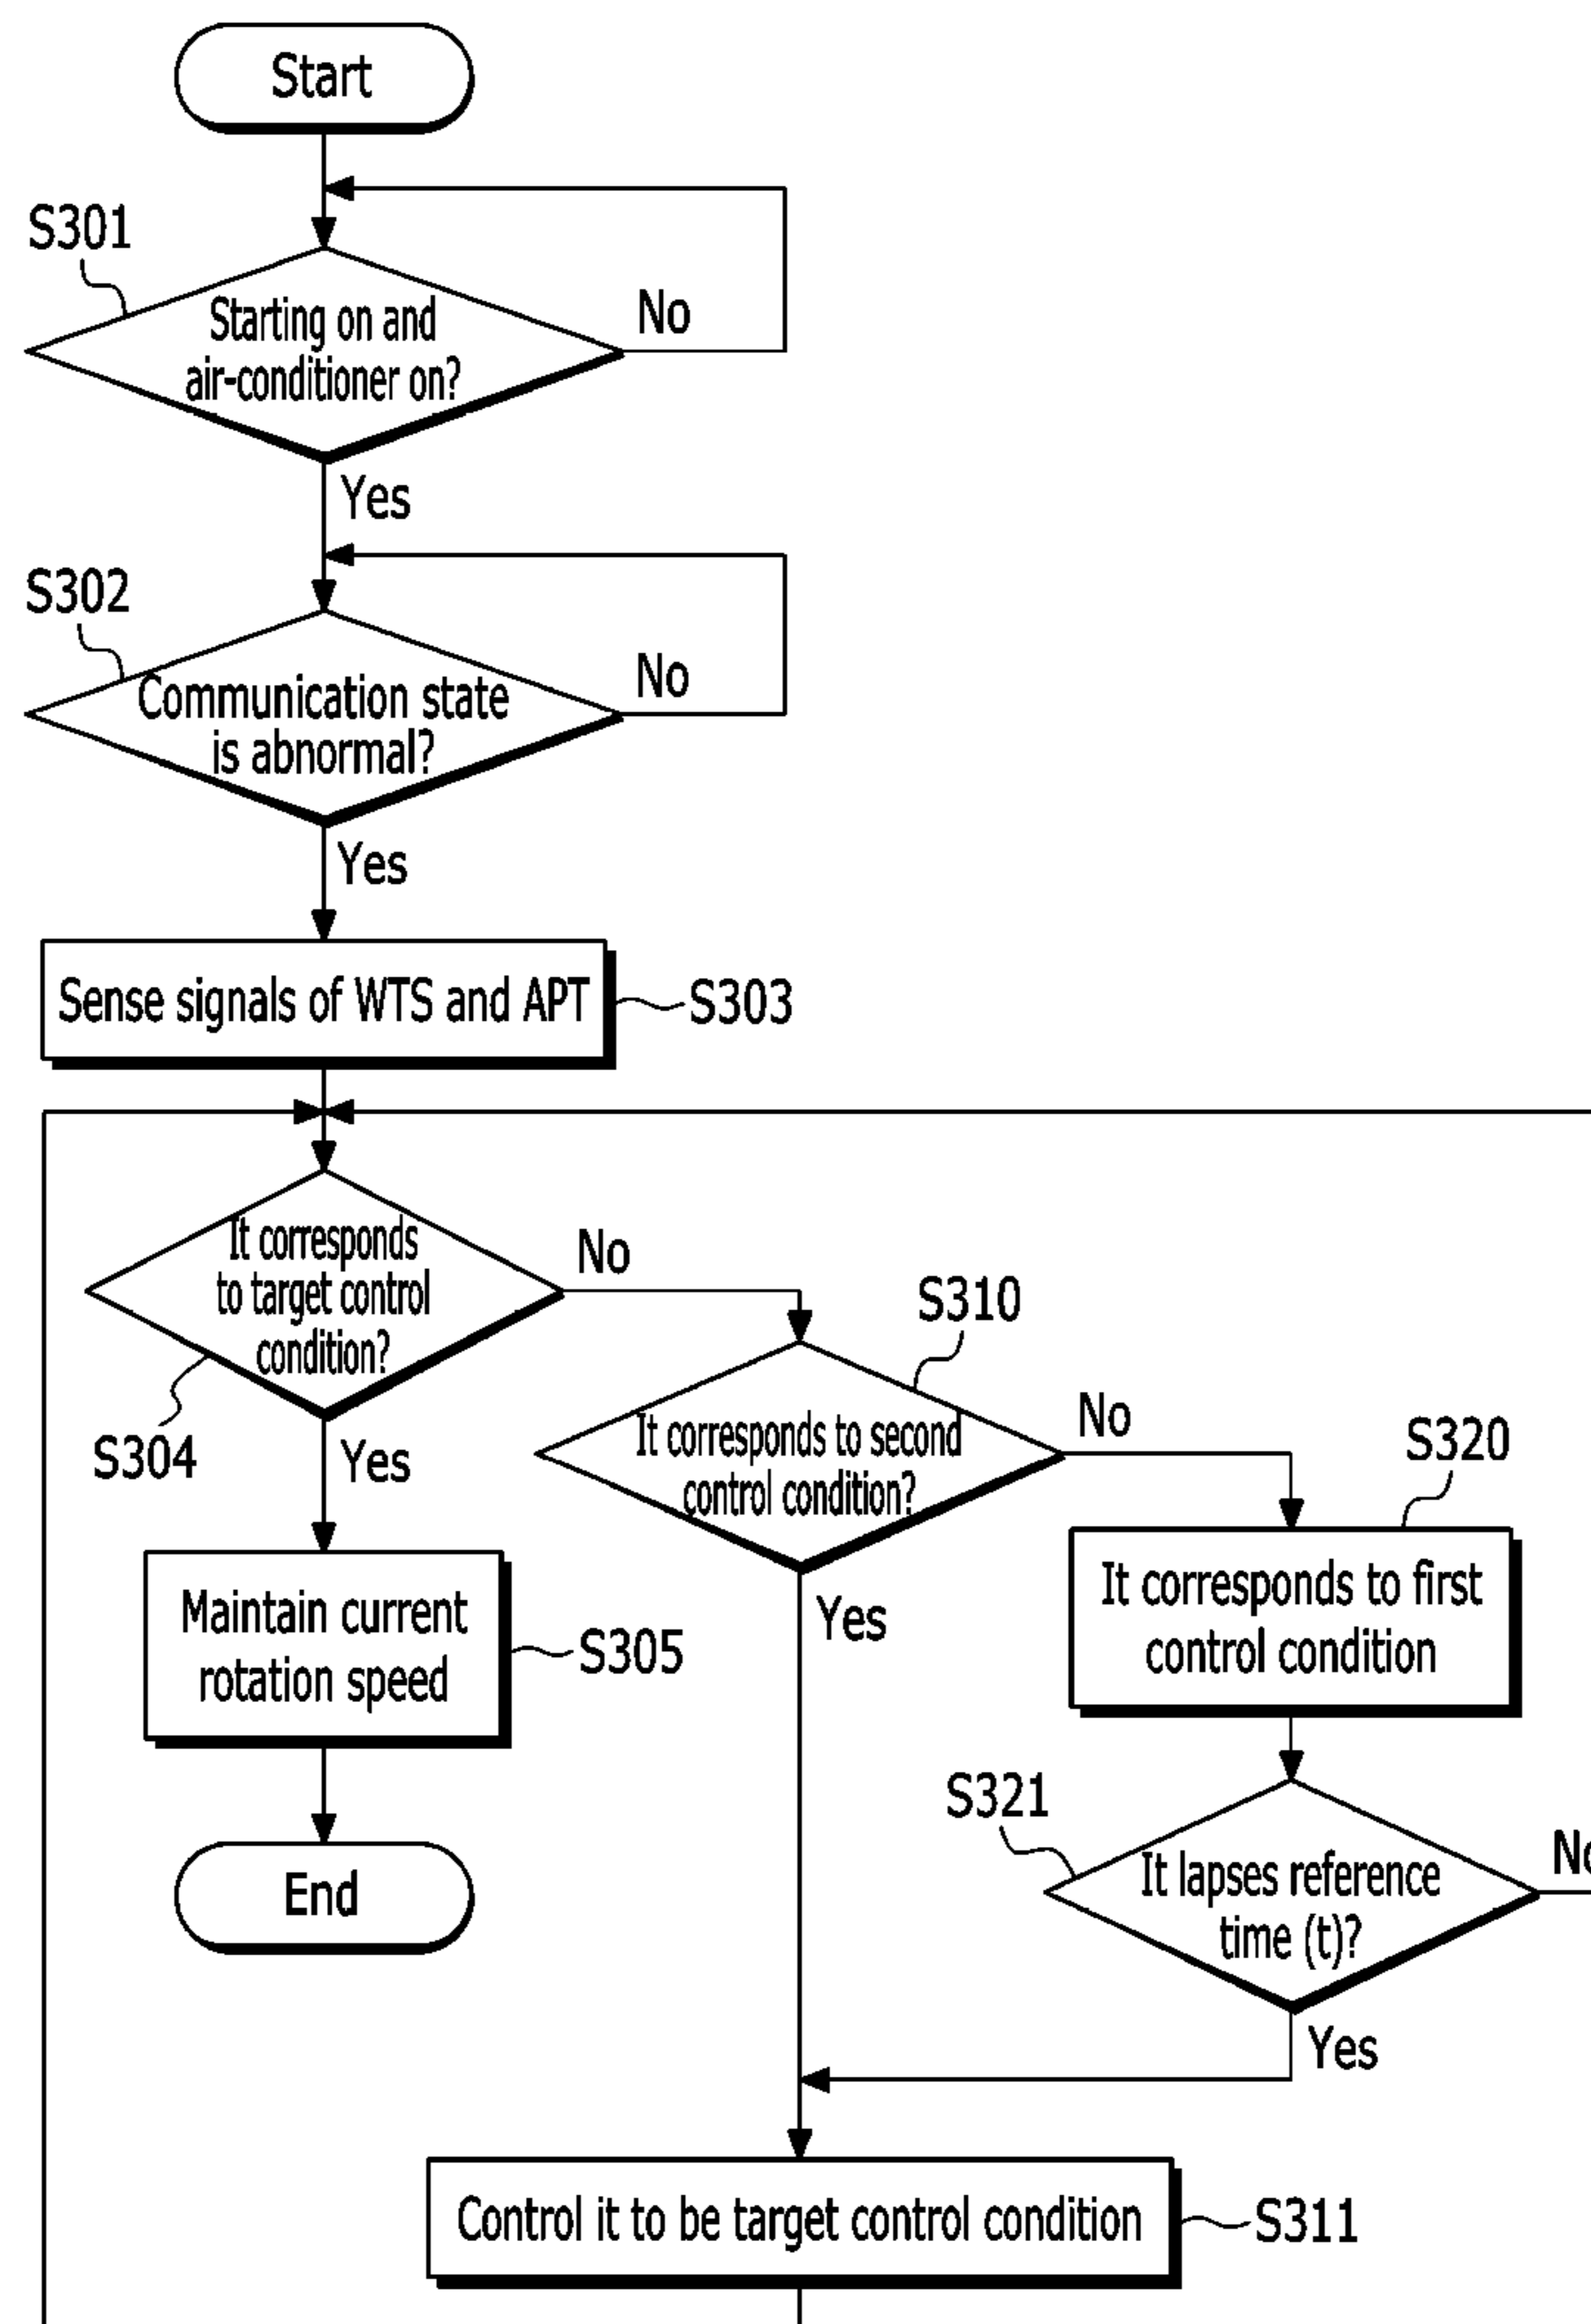 Start
S301
Starting on and
air-conditioner on?
No
Yes
S302
Communication state
is abnormal?
No
Yes
Sense signals of WTS and APT
S303
It corresponds
to target control
condition?
No
S304
Yes
S310
It corresponds to second
control condition?
No
Yes
S320
It corresponds to first
control condition
Maintain current
rotation speed
S305
S321
It lapses reference
time (t)?
No
Yes
End
Control it to be target control condition
S311